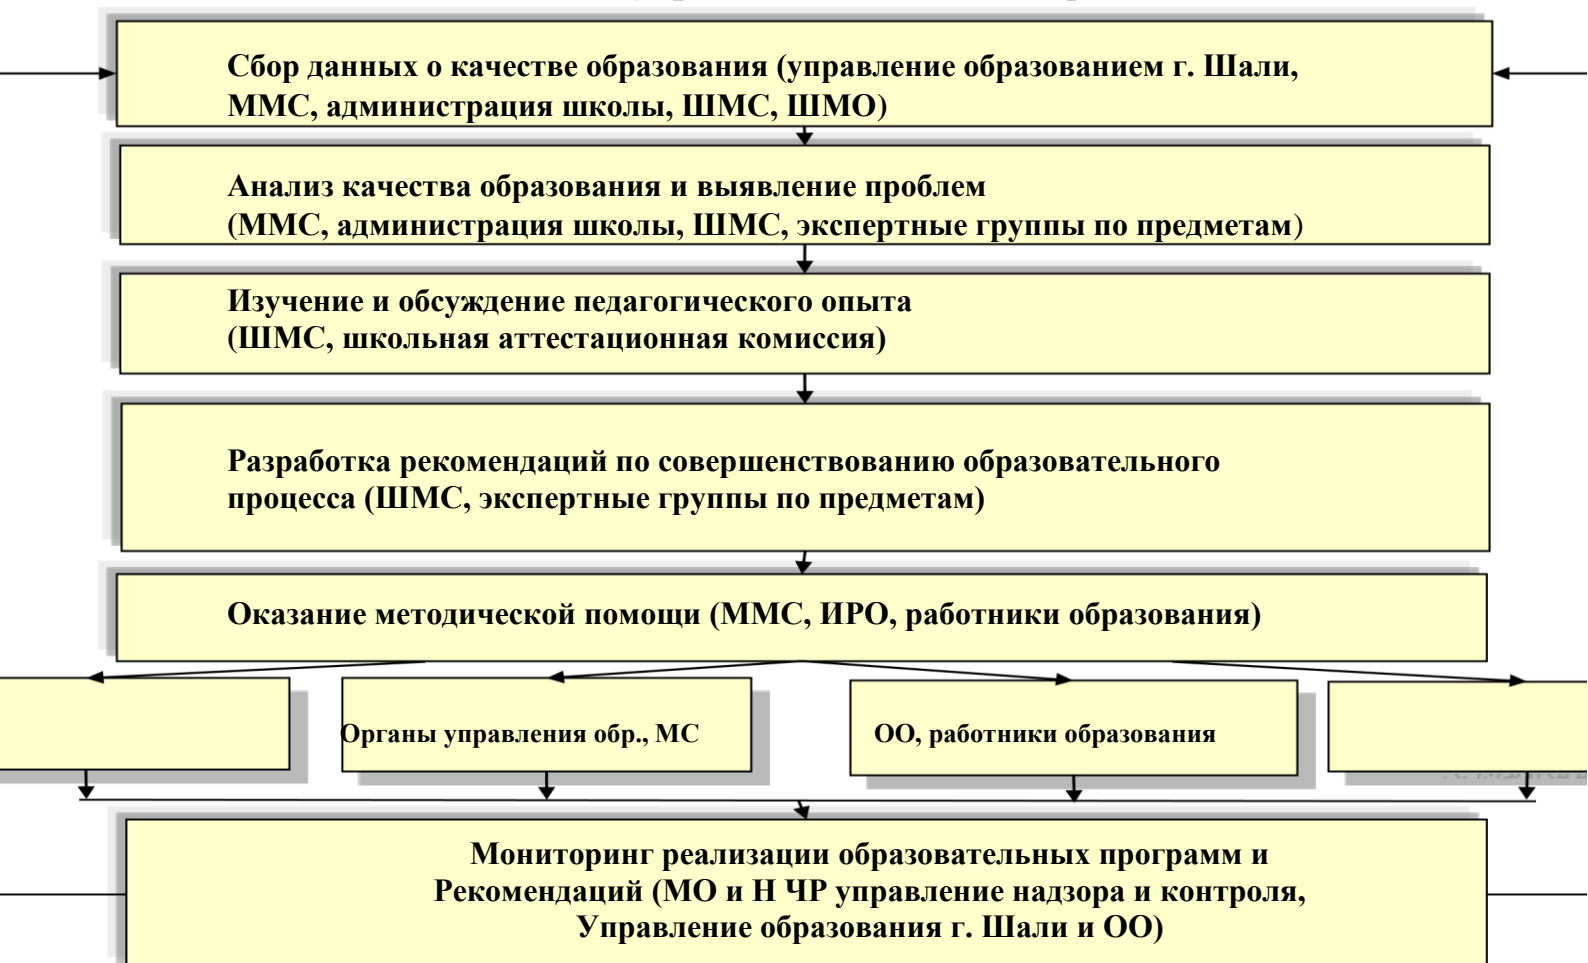 Сбор данных о качестве образования (управление образованием г. Шали,
ММС, администрация школы, ШМС, ШМО)
Анализ качества образования и выявление проблем
(ММС, администрация школы, ШМС, экспертные группы по предметам)
Изучение и обсуждение педагогического опыта
(ШМС, школьная аттестационная комиссия)
Разработка рекомендаций по совершенствованию образовательного
процесса (ШМС, экспертные группы по предметам)
Оказание методической помощи (ММС, ИРО, работники образования)
Органы управления обр., МС
ОО, работники образования
Мониторинг реализации образовательных программ и
Рекомендаций (МО и Н ЧР управление надзора и контроля,
Управление образования г. Шали и ОО)